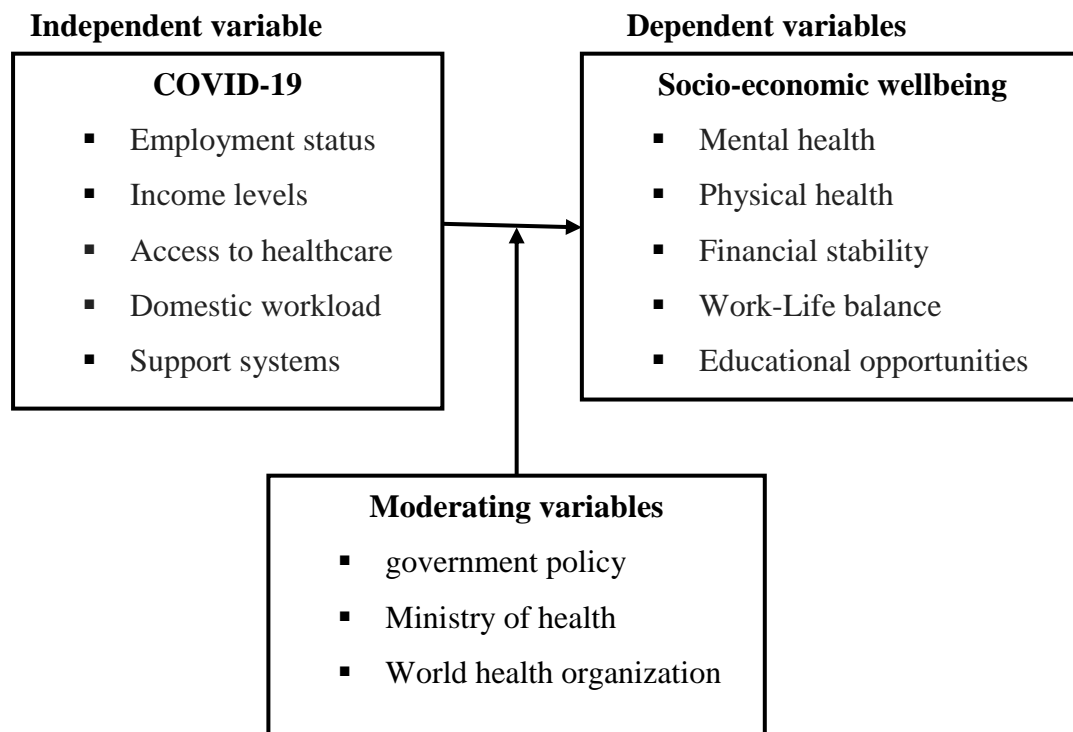 Independent variable
COVID-19
▪ Employment status
▪ Income levels
▪ Access to healthcare
▪ Domestic workload
▪ Support systems
Dependent variables
Socio-economic wellbeing
▪ Mental health
▪ Physical health
▪ Financial stability
▪ Work-Life balance
▪ Educational opportunities
Moderating variables
▪ government policy
▪ Ministry of health
▪ World health organization